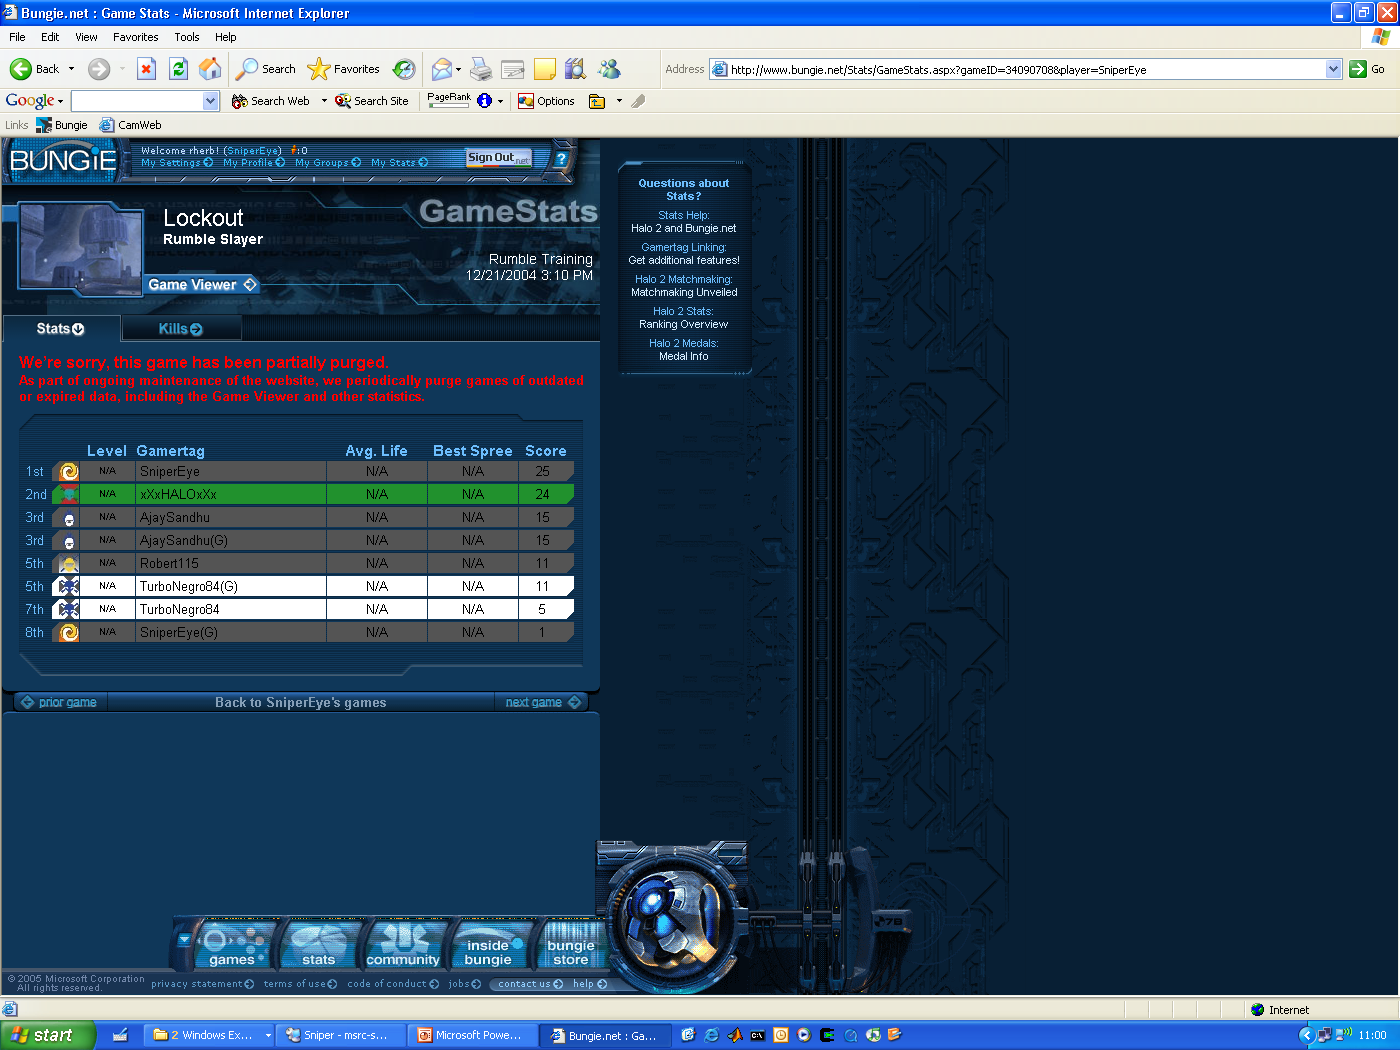 Bungie.net : Game Stats - Microsoft Internet Explorer
File Edit View Favorites Tools Help
Back Search Favorites Address http://www.bungie.net/Stats/GameStats.aspx?gameID=34090708&player=SniperEye Go
Google Search Web Search Site PageRank Options
Links Bungie CamWeb
BUNGIE
Welcome rherb! (SniperEye) :0
My Settings My Profile My Groups My Stats
Sign Out .net ?
GameStats
Lockout
Rumble Slayer
Rumble Training
12/21/2004 3:10 PM
Game Viewer
Stats Kills
We're sorry, this game has been partially purged.
As part of ongoing maintenance of the website, we periodically purge games of outdated
or expired data, including the Game Viewer and other statistics.
Level Gamertag Avg. Life Best Spree Score
1st N/A SniperEye N/A N/A 25
2nd N/A xXxHALOxXx N/A N/A 24
3rd N/A AjaySandhu N/A N/A 15
3rd N/A AjaySandhu(G) N/A N/A 15
5th N/A Robert115 N/A N/A 11
5th N/A TurboNegro84(G) N/A N/A 11
7th N/A TurboNegro84 N/A N/A 5
8th N/A SniperEye(G) N/A N/A 1
prior game Back to SniperEye's games next game
Questions about
Stats?
Stats Help:
Halo 2 and Bungie.net
Gamertag Linking:
Get additional features!
Halo 2 Matchmaking:
Matchmaking Unveiled
Halo 2 Stats:
Ranking Overview
Halo 2 Medals:
Medal Info
games stats community inside bungie bungie store
78
© 2005 Microsoft Corporation
All rights reserved.
privacy statement terms of use code of conduct jobs contact us help
Internet
start 2 Windows Ex... Sniper - msrc-s... Microsoft Powe... Bungie.net : Ga... 11:00